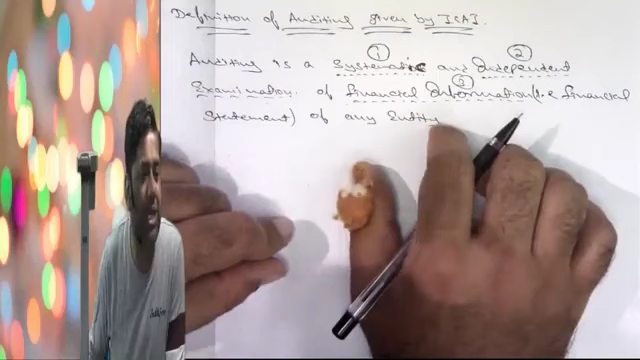 Definition of Auditing given by ICAI.
① ②
Auditing is a Systematic and Independent
Examination of financial Information (i.e financial
③
Statement) of any Entity